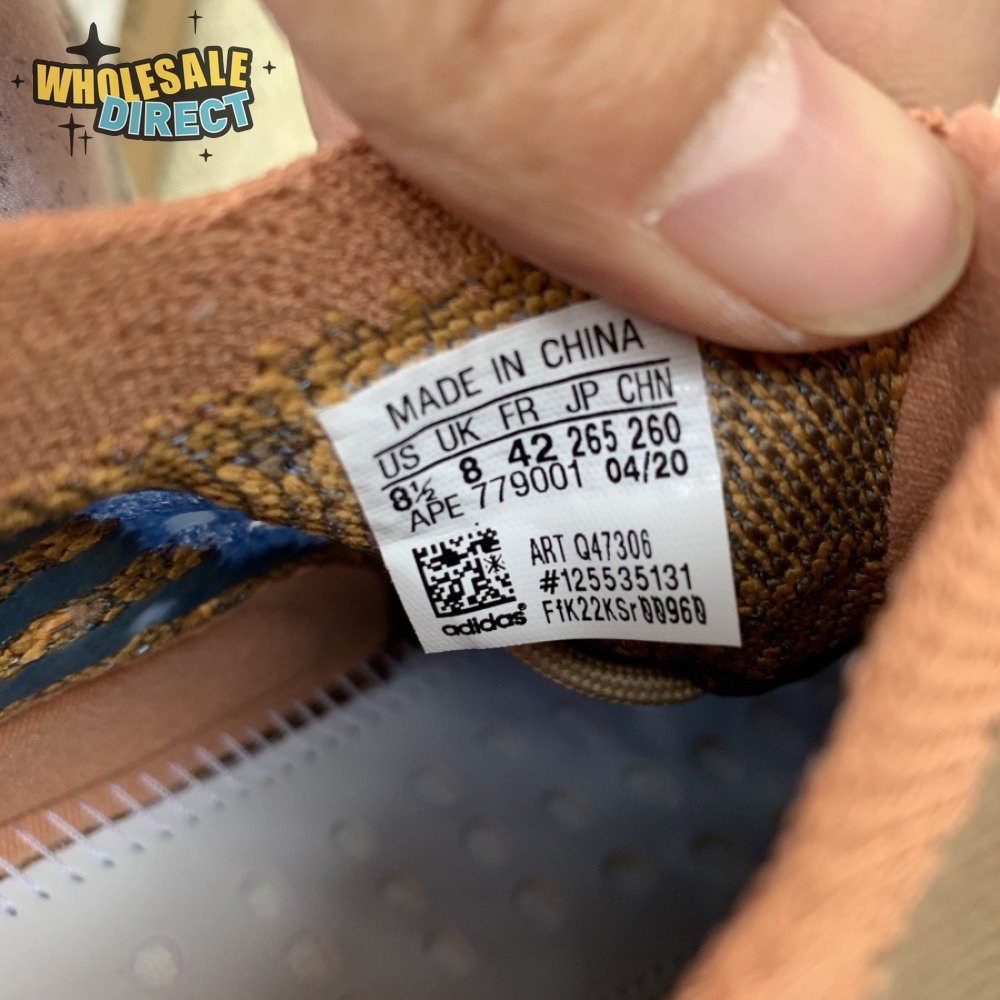 WHOLESALE
DIRECT
MADE IN CHINA
US UK FR JP CHN
8½ 8 42 265 260
APE 779001 04/20
ART Q47306
#125535131
FfK22KSr00960
adidas®